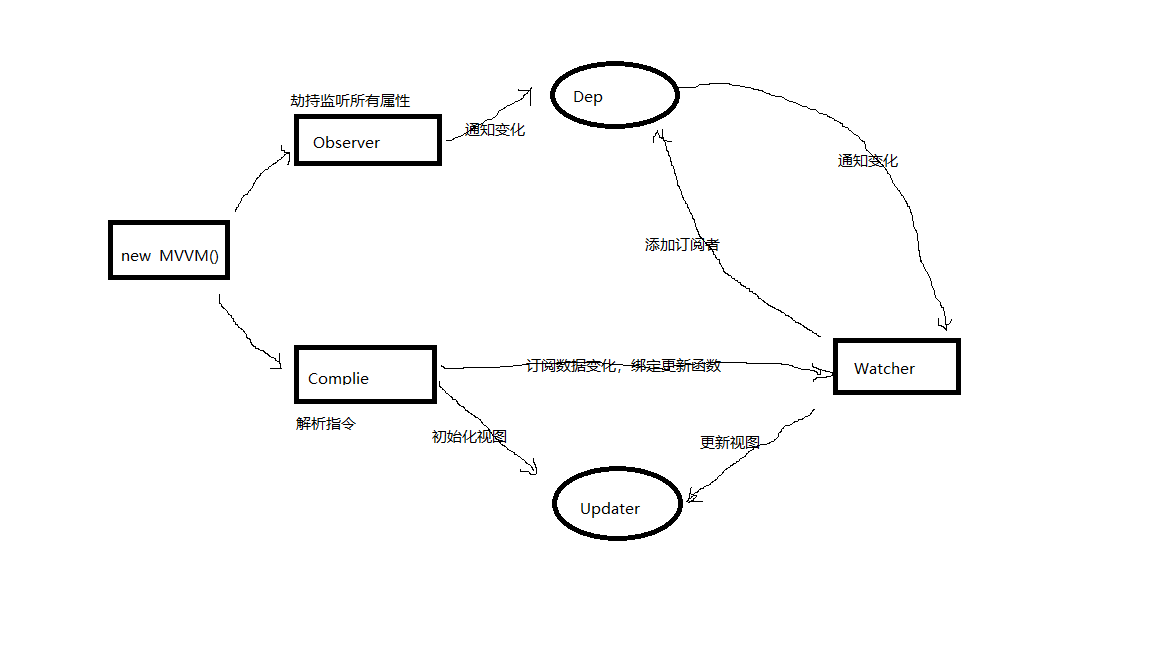 Dep
劫持监听所有属性
通知变化
Observer
通知变化
添加订阅者
new MVVM()
订阅数据变化，绑定更新函数
Watcher
Complie
解析指令
初始化视图
更新视图
Updater